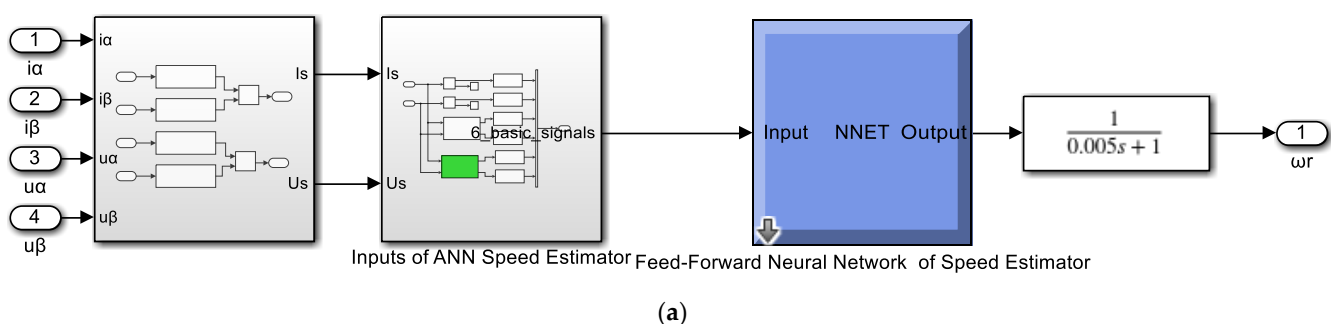 1
iα
2
iβ
3
uα
4
uβ
iα
iβ
uα
uβ
Is
Us
Is
Us
6_basic_signals
Inputs of ANN Speed Estimator
Input NNET Output
Feed-Forward Neural Network of Speed Estimator
1
0.005s + 1
1
ωr
(a)